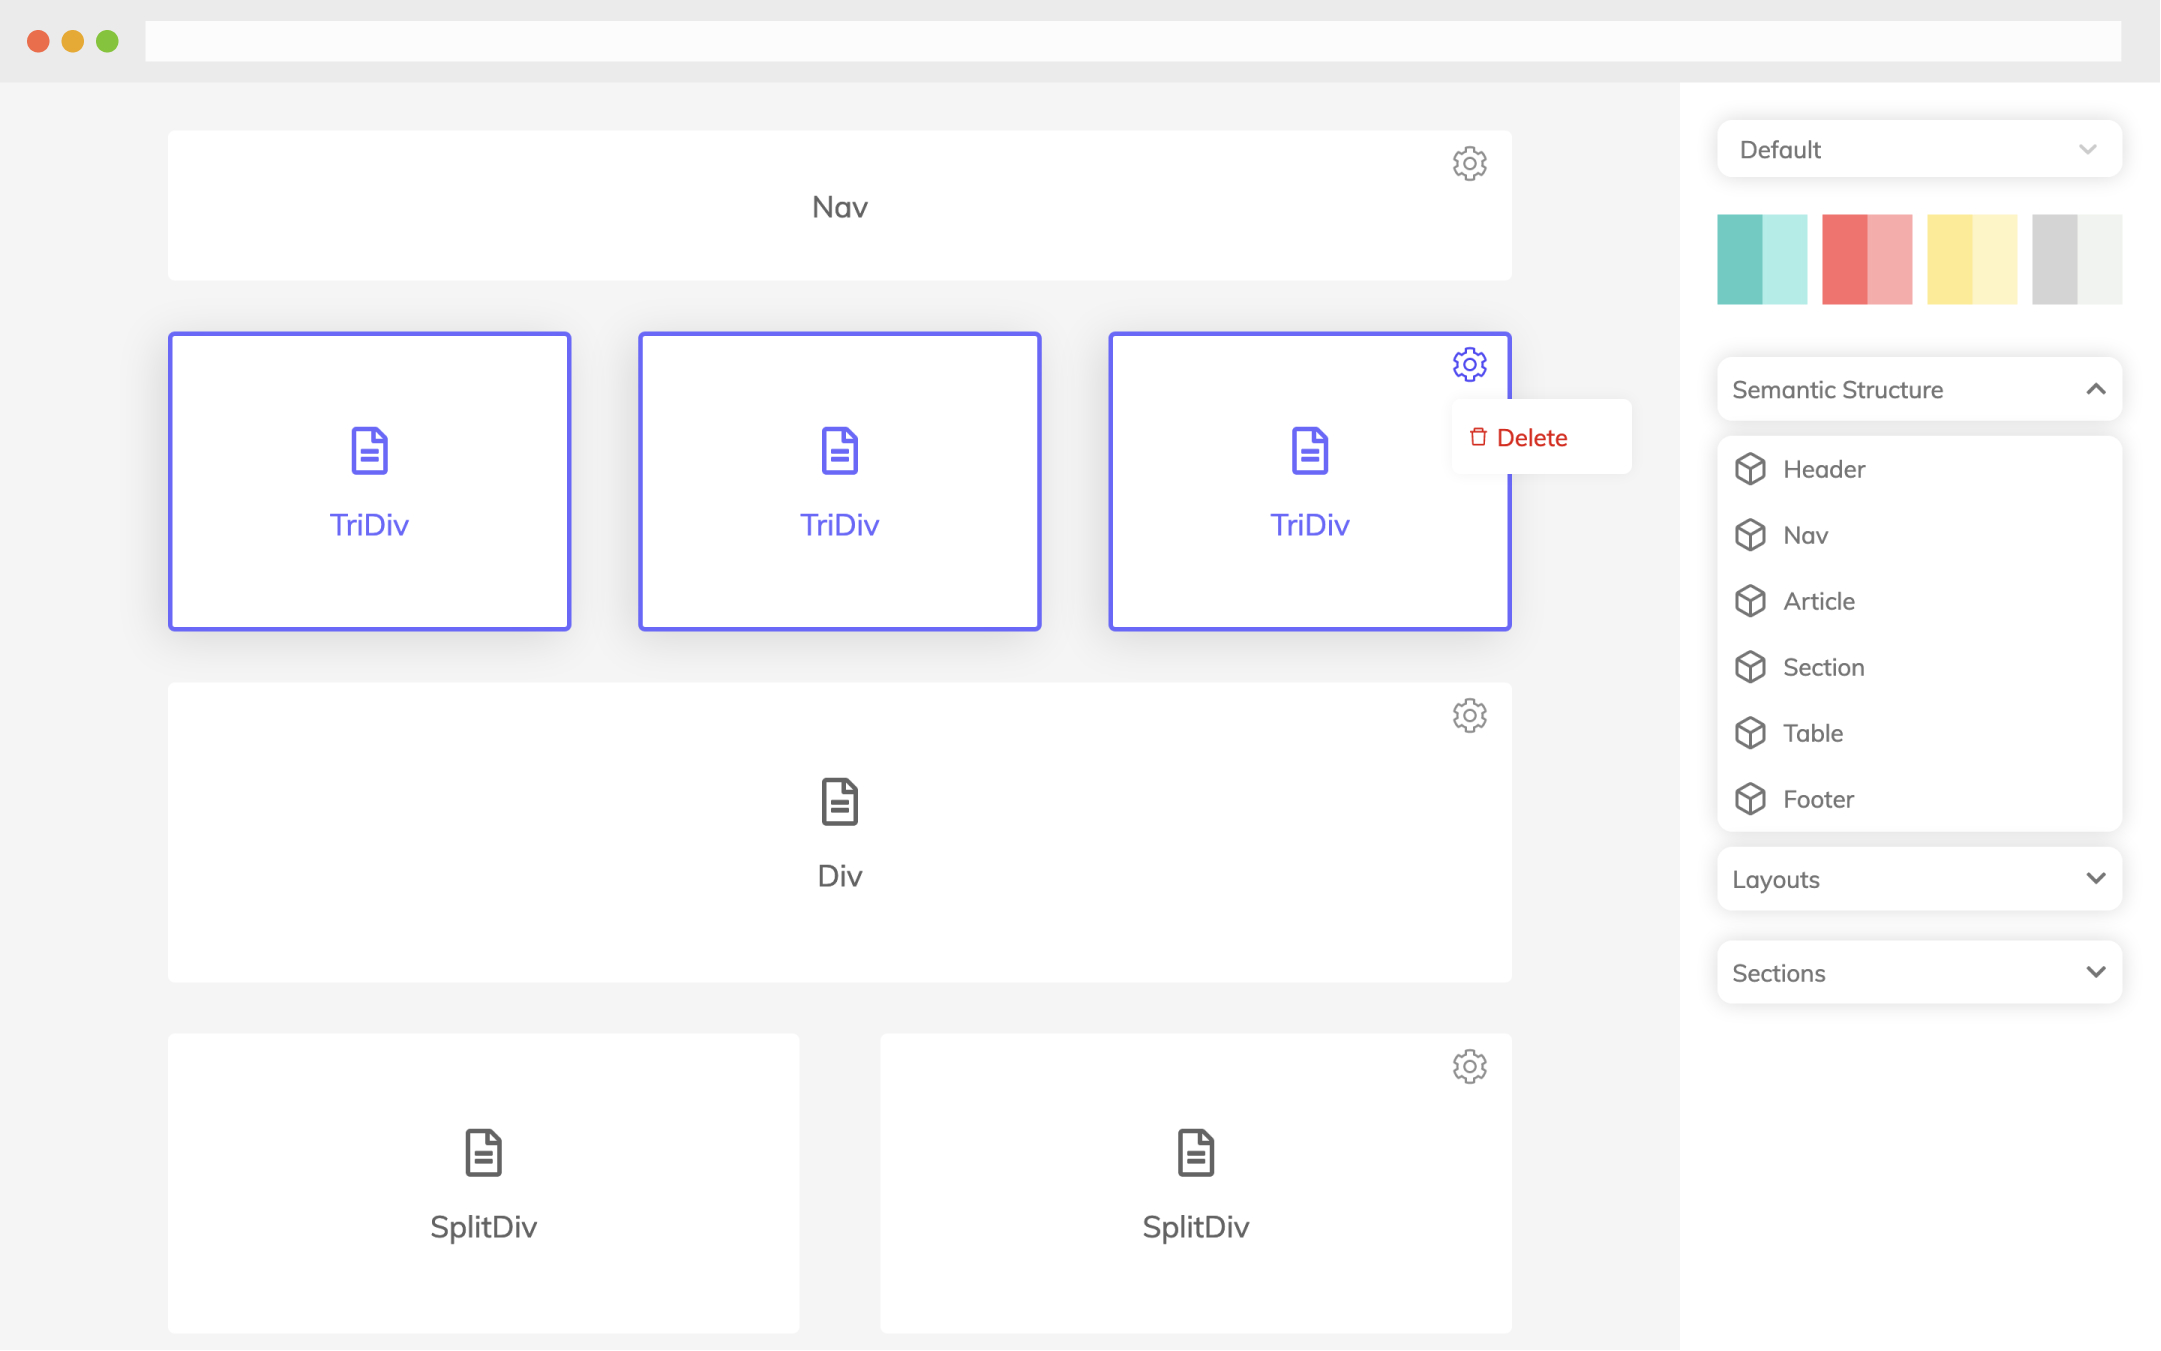 Nav
TriDiv
TriDiv
TriDiv
Delete
Div
SplitDiv
SplitDiv
Default
Semantic Structure
Header
Nav
Article
Section
Table
Footer
Layouts
Sections